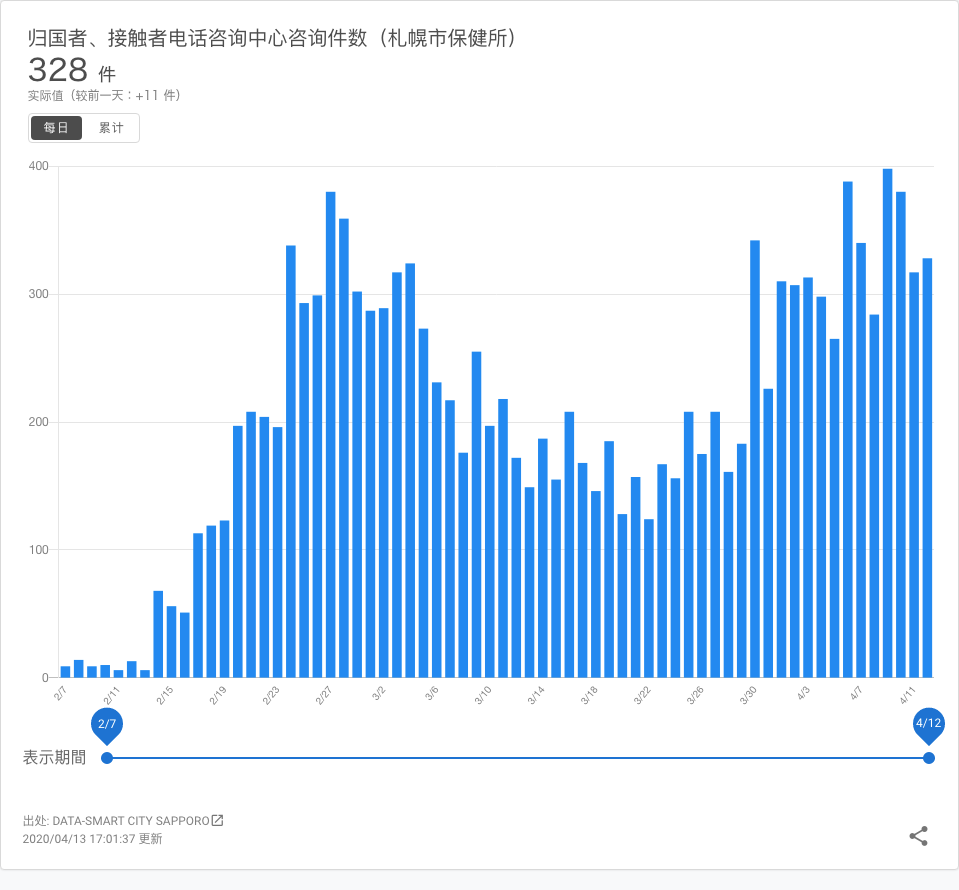 归国者、接触者电话咨询中心咨询件数（札幌市保健所）
328 件
实际值（较前一天：+11 件）
每日 累计
400
300
200
100
0
2/7 2/11 2/15 2/19 2/23 2/27 3/2 3/6 3/10 3/14 3/18 3/22 3/26 3/30 4/3 4/7 4/11
2/7 4/12
表示期間
出处: DATA-SMART CITY SAPPORO
2020/04/13 17:01:37 更新